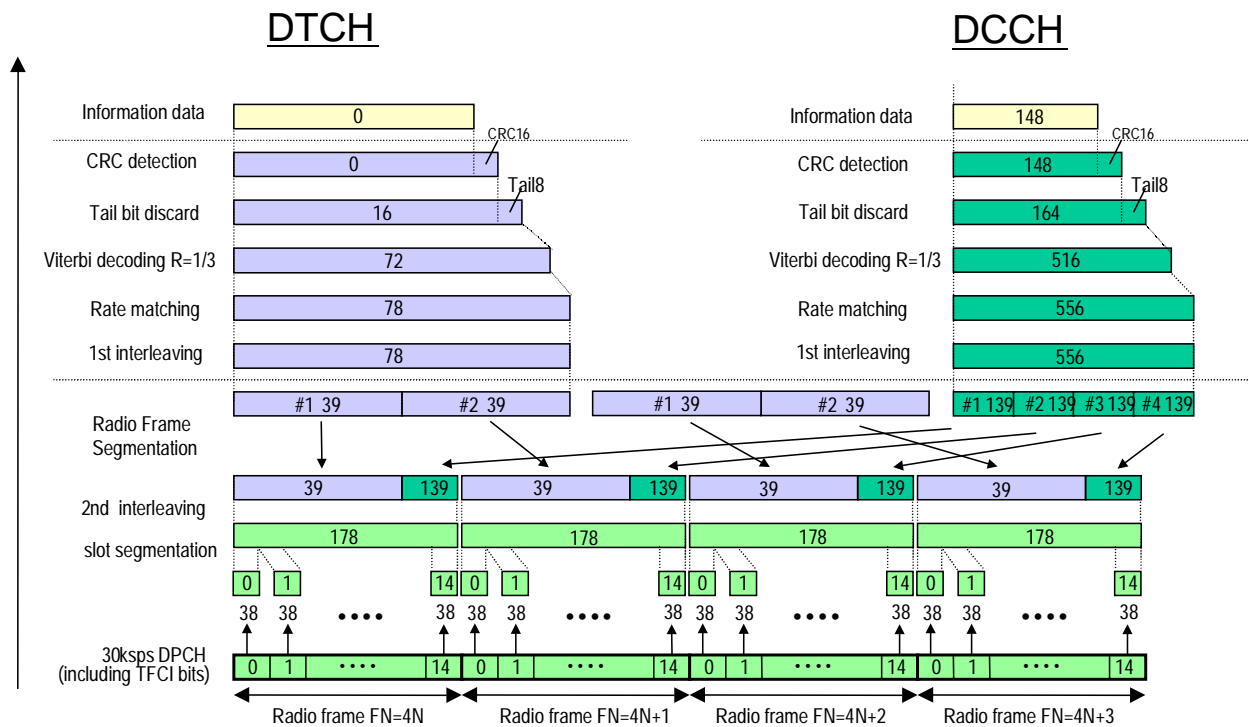 DTCH DCCH
Information data 0 Information data 148
CRC16 CRC16
CRC detection 0 CRC detection 148
Tail8 Tail8
Tail bit discard 16 Tail bit discard 164
Viterbi decoding R=1/3 72 Viterbi decoding R=1/3 516
Rate matching 78 Rate matching 556
1st interleaving 78 1st interleaving 556
#1 39 #2 39 #1 39 #2 39 #1 139 #2 139 #3 139 #4 139
Radio Frame
Segmentation
39 139 39 139 39 139 39 139
2nd interleaving
178 178 178 178
slot segmentation
0 1 14 0 1 14 0 1 14 0 1 14
38 38 •••• 38 38 38 •••• 38 38 38 •••• 38 38 38 •••• 38
30ksps DPCH
(including TFCI bits)
0 1 •••• 14 0 1 •••• 14 0 1 •••• 14 0 1 •••• 14
Radio frame FN=4N Radio frame FN=4N+1 Radio frame FN=4N+2 Radio frame FN=4N+3